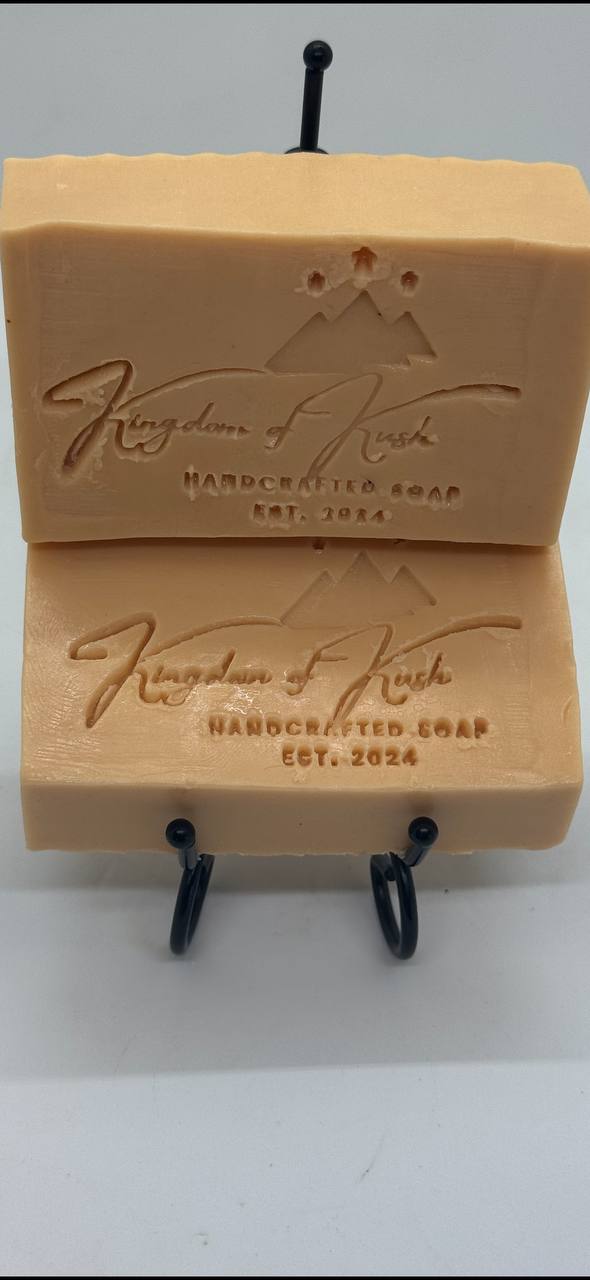 Kingdom of Kush
HANDCRAFTED SOAP
EST. 2024
Kingdom of Kush
HANDCRAFTED SOAP
EST. 2024